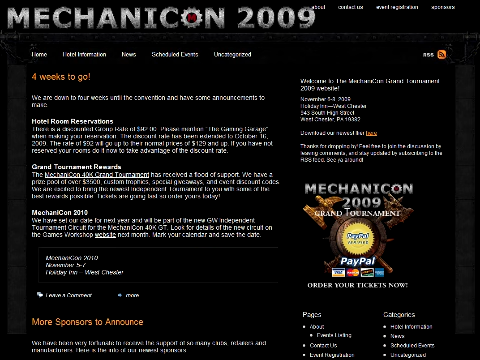 MECHANICON 2009
about
contact us
event registration
sponsors
Home
Hotel Information
News
Scheduled Events
Uncategorized
RSS
4 weeks to go!
We are down to four weeks until the convention and have some announcements to
make.
Hotel Room Reservations
There is a discounted Group Rate of $92.00. Please mention "The Gaming Garage"
when making your reservation. The discount rate has been extended to October 16,
2009. The rate of $92 will go up to their normal prices of $129 and up. If you have not
reserved your rooms do it now to take advantage of the discount rate.
Grand Tournament Rewards
The MechaniCon 40K Grand Tournament has received a flood of support. We have a
prize pool of over $3500, custom trophies, special giveaways, and event discount codes.
We are excited to bring the newest Independent Tournament to you with some of the
best rewards possible. Tickets are going fast so order yours today!
MechaniCon 2010
We have set our date for next year and will be part of the new GW Independent
Tournament Circuit for the MechaniCon 40K GT. Look for details of the new circuit on
the Games Workshop website next month. Mark your calendar and save the date.
MechaniCon 2010
November 5-7
Holiday Inn – West Chester
Leave a Comment
more
More Sponsors to Announce
We have been very fortunate to receive the support of so many clubs, retailers and
manufacturers. Here is the info of our newest sponsors
Welcome to The MechaniCon Grand Tournament
2009 website!
November 6-8, 2009
Holiday Inn–West Chester
943 South High Street
West Chester, PA 19382
Download our newest flier here
Thanks for dropping by! Feel free to join the discussion by
leaving comments, and stay updated by subscribing to the
RSS feed. See ya around!
MECHANICON
2009
GRAND TOURNAMENT
PayPal
VERIFIED
PayPal
VISA
ORDER YOUR TICKETS NOW!
Pages
About
Events Listing
Contact Us
Event Registration
Categories
Hotel Information
News
Scheduled Events
Uncategorized